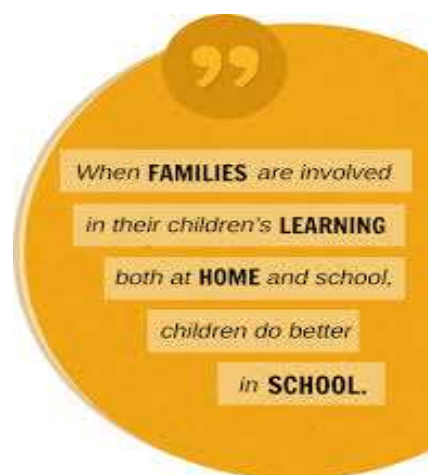 ”
When FAMILIES are involved
in their children's LEARNING
both at HOME and school,
children do better
in SCHOOL.